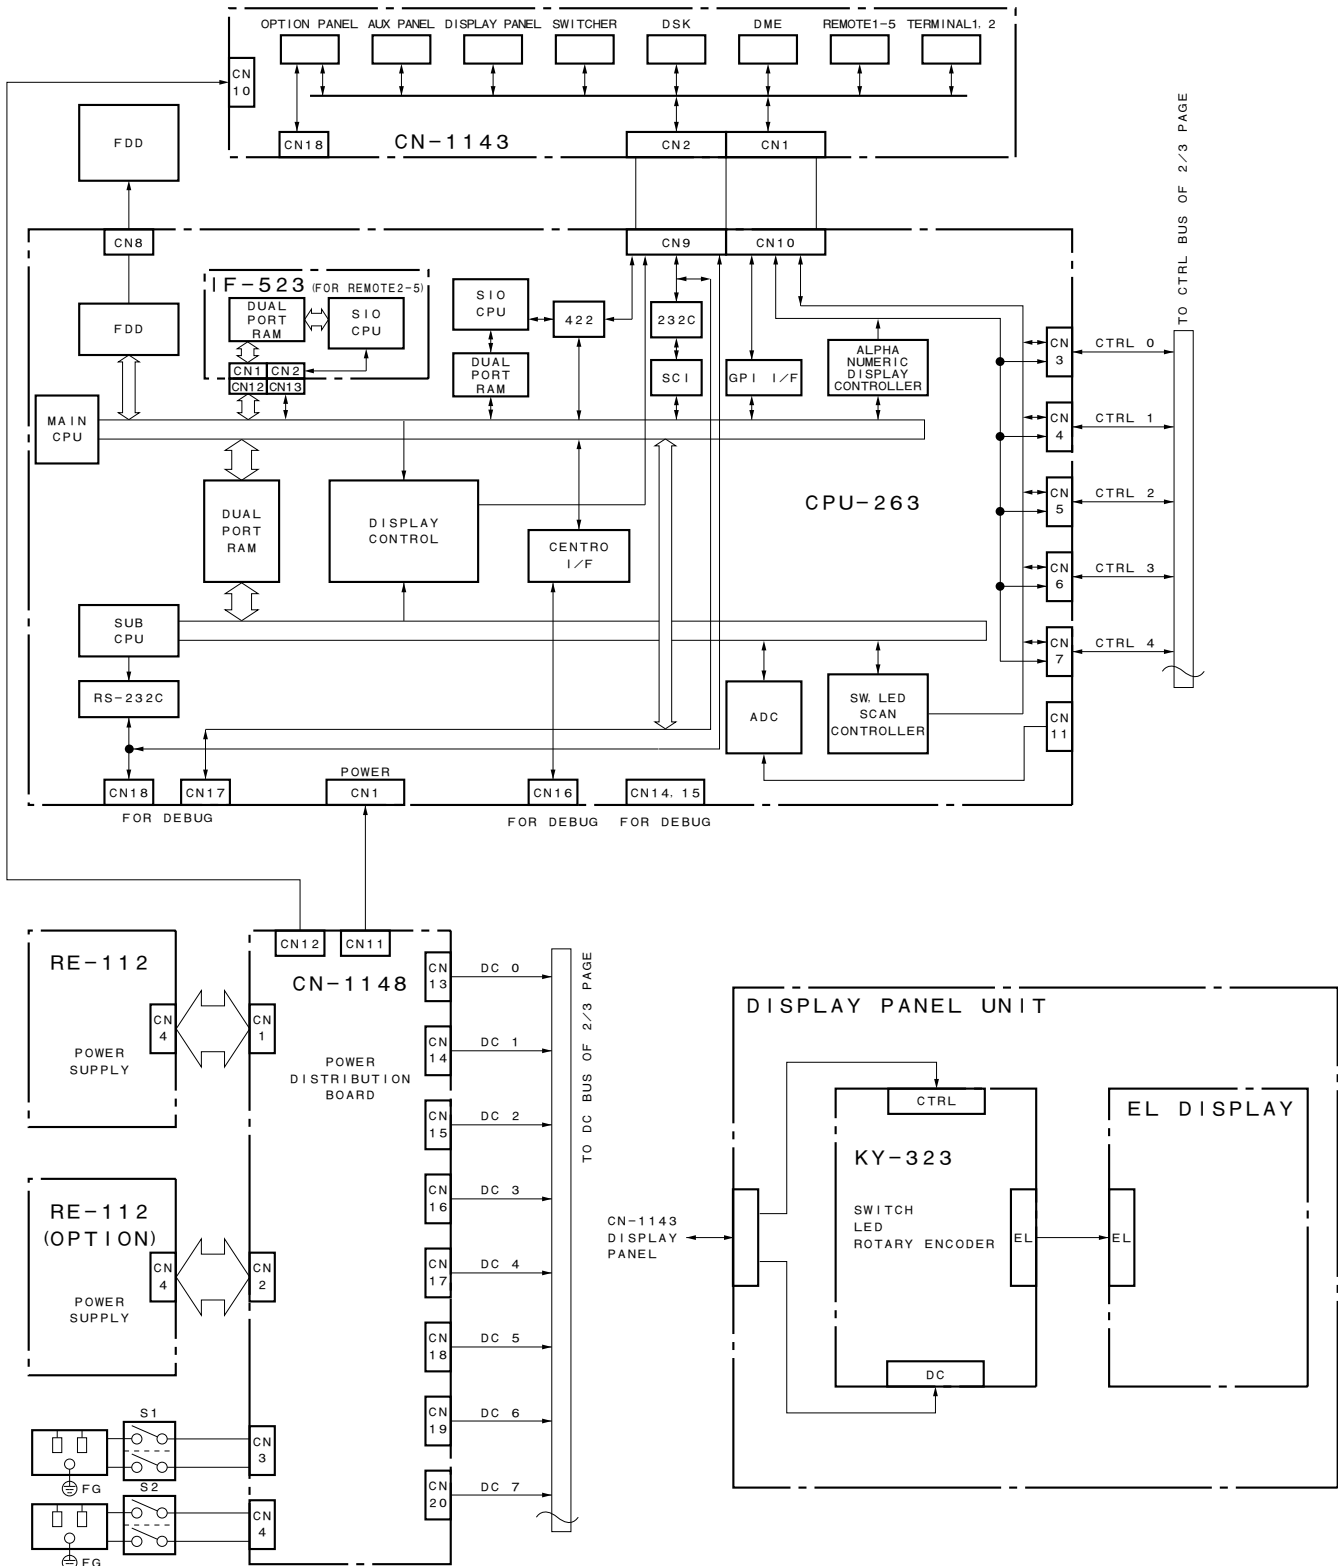 OPTION PANEL AUX PANEL DISPLAY PANEL SWITCHER DSK DME REMOTE1-5 TERMINAL1, 2
CN
10
CN18
CN-1143
CN2
CN1
FDD
TO CTRL BUS OF 2/3 PAGE
CN8
CN9
CN10
IF-523 (FOR REMOTE2-5)
DUAL
PORT
RAM
SIO
CPU
CN1
CN2
CN12
CN13
FDD
SIO
CPU
422
DUAL
PORT
RAM
232C
SCI
GPI I/F
ALPHA
NUMERIC
DISPLAY
CONTROLLER
CN
3
CTRL 0
CN
4
CTRL 1
CN
5
CTRL 2
CN
6
CTRL 3
CN
7
CTRL 4
CN
11
MAIN
CPU
DUAL
PORT
RAM
DISPLAY
CONTROL
CENTRO
I/F
CPU-263
SUB
CPU
RS-232C
ADC
SW, LED
SCAN
CONTROLLER
CN18
CN17
POWER
CN1
CN16
CN14, 15
FOR DEBUG
FOR DEBUG
FOR DEBUG
RE-112
CN
4
POWER
SUPPLY
RE-112
(OPTION)
CN
4
POWER
SUPPLY
CN12
CN11
CN-1148
CN
1
POWER
DISTRIBUTION
BOARD
CN
2
CN
3
CN
4
CN
13
DC 0
CN
14
DC 1
CN
15
DC 2
CN
16
DC 3
CN
17
DC 4
CN
18
DC 5
CN
19
DC 6
CN
20
DC 7
TO DC BUS OF 2/3 PAGE
S1
FG
S2
FG
DISPLAY PANEL UNIT
CTRL
KY-323
SWITCH
LED
ROTARY ENCODER
EL
DC
EL DISPLAY
EL
CN-1143
DISPLAY
PANEL